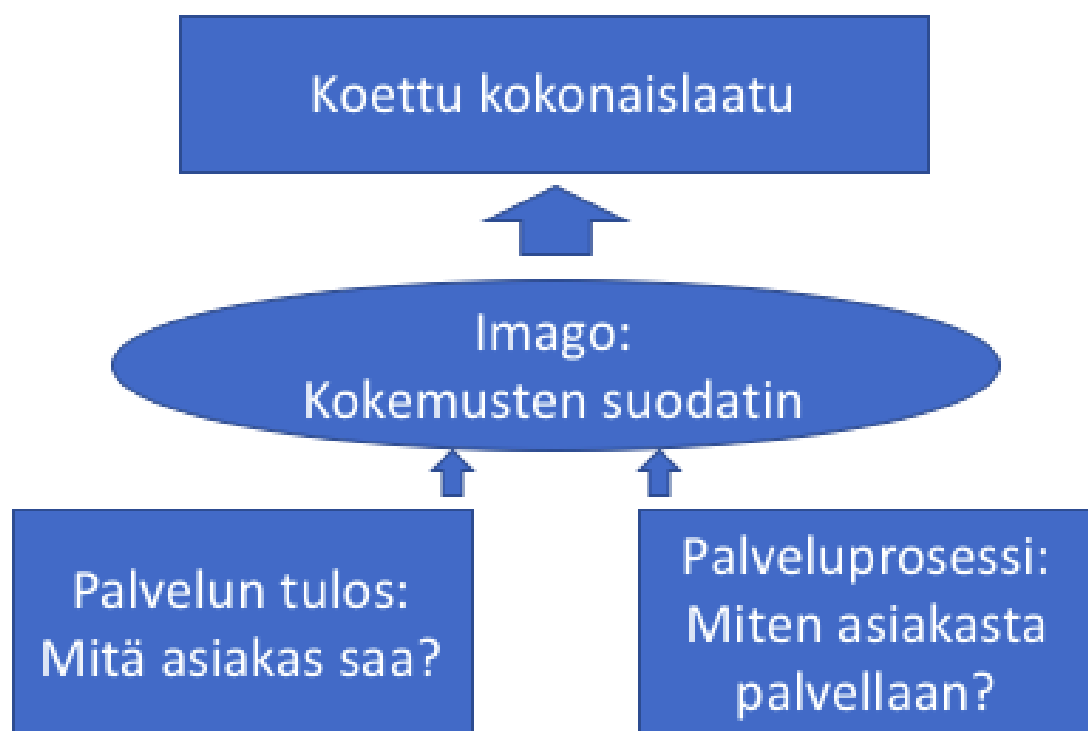 Koettu kokonaislaatu
Imago:
Kokemusten suodatin
Palvelun tulos:
Mitä asiakas saa?
Palveluprosessi:
Miten asiakasta
palvellaan?